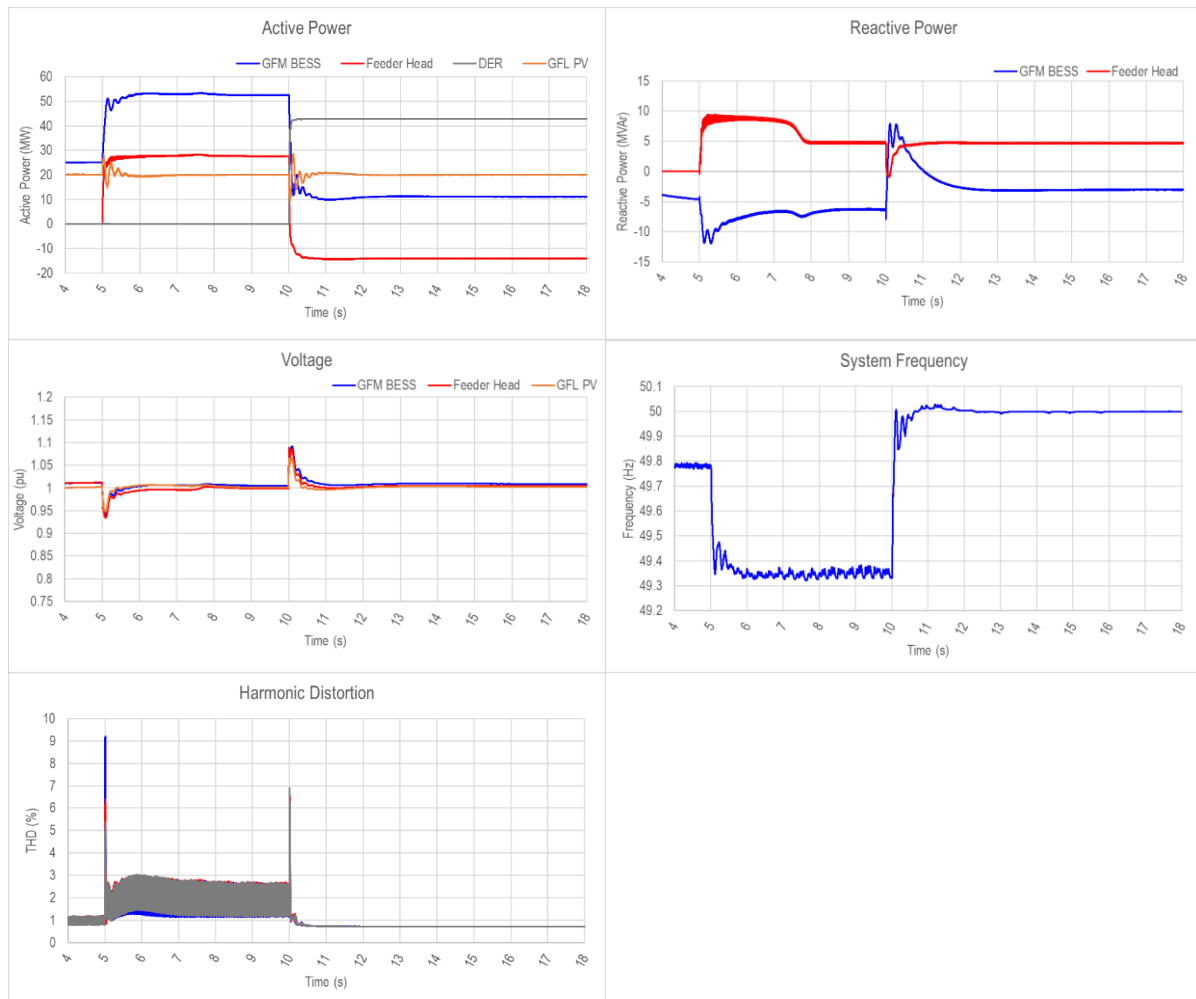 Active Power
GFM BESS Feeder Head DER GFL PV
Active Power (MW)
60
50
40
30
20
10
0
-10
-20
4 5 6 7 8 9 10 11 12 13 14 15 16 17 18
Time (s)
Reactive Power
GFM BESS Feeder Head
Reactive Power (MVAr)
15
10
5
0
-5
-10
-15
4 5 6 7 8 9 10 11 12 13 14 15 16 17 18
Time (s)
Voltage
GFM BESS Feeder Head GFL PV
Voltage (pu)
1.2
1.15
1.1
1.05
1
0.95
0.9
0.85
0.8
0.75
4 5 6 7 8 9 10 11 12 13 14 15 16 17 18
Time (s)
System Frequency
Frequency (Hz)
50.1
50
49.9
49.8
49.7
49.6
49.5
49.4
49.3
49.2
4 5 6 7 8 9 10 11 12 13 14 15 16 17 18
Time (s)
Harmonic Distortion
THD (%)
10
9
8
7
6
5
4
3
2
1
0
4 5 6 7 8 9 10 11 12 13 14 15 16 17 18
Time (s)